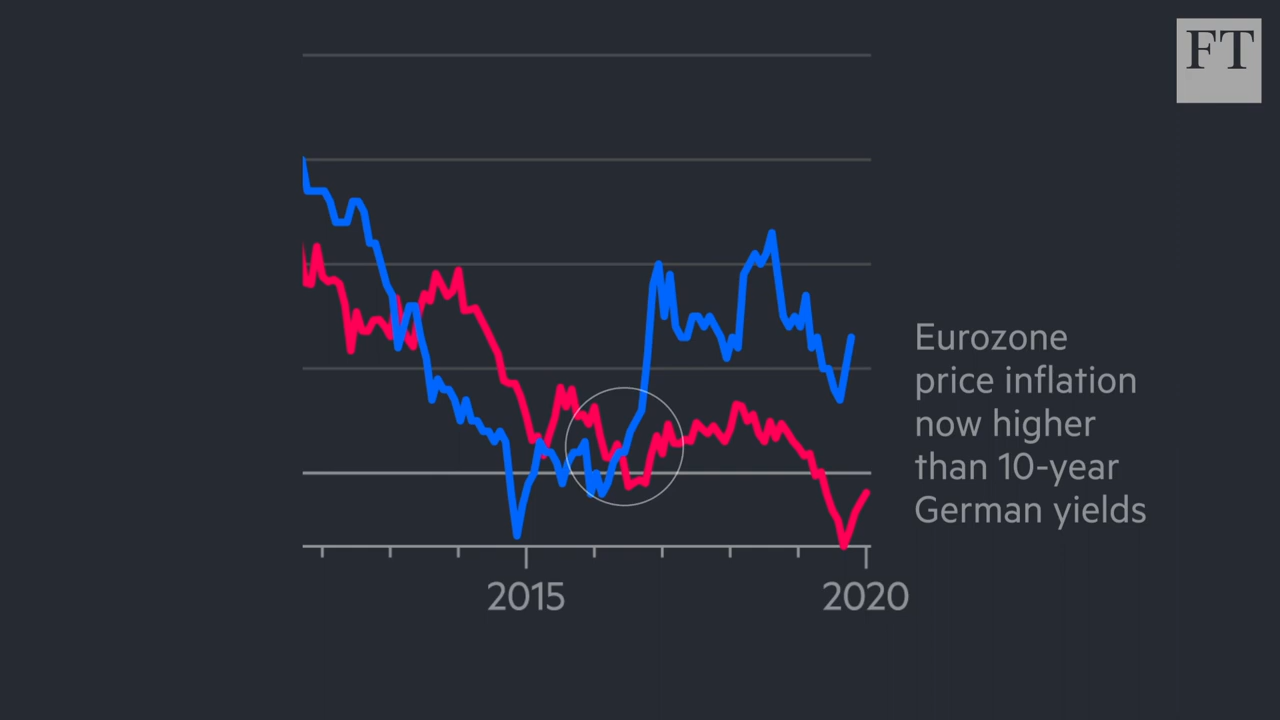 FT
Eurozone
price inflation
now higher
than 10-year
German yields
2015 2020